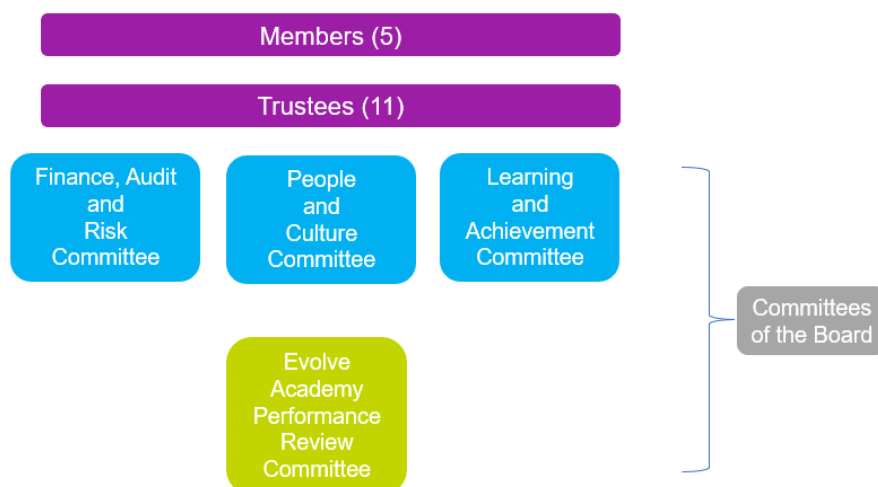 Members (5)
Trustees (11)
Finance, Audit
and
Risk
Committee
People
and
Culture
Committee
Learning
and
Achievement
Committee
Committees
of the Board
Evolve
Academy
Performance
Review
Committee